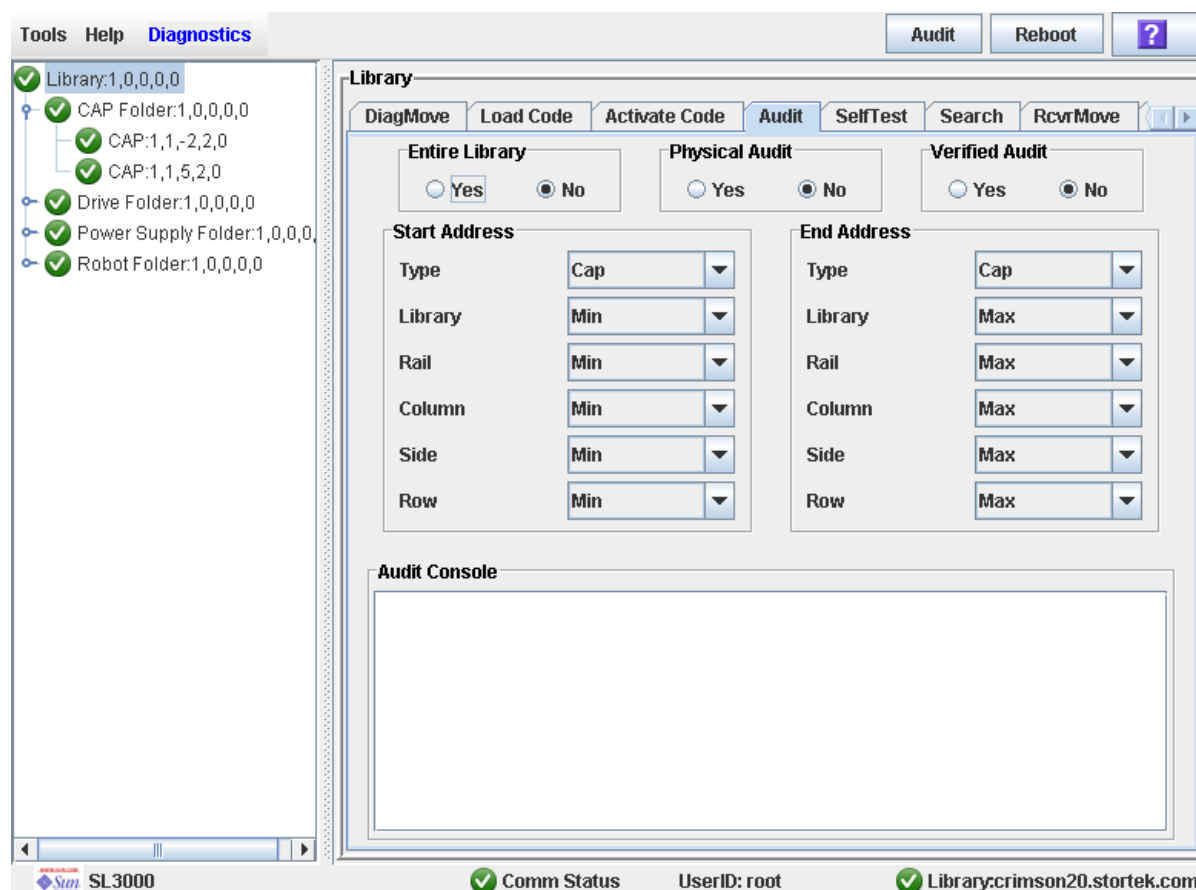 Tools Help Diagnostics
Audit Reboot ?
Library:1,0,0,0,0
CAP Folder:1,0,0,0,0
CAP:1,1,-2,2,0
CAP:1,1,5,2,0
Drive Folder:1,0,0,0,0
Power Supply Folder:1,0,0,0,
Robot Folder:1,0,0,0,0
Library
DiagMove Load Code Activate Code Audit SelfTest Search RcvrMove
Entire Library Physical Audit Verified Audit
Yes No Yes No Yes No
Start Address End Address
Type Cap Type Cap
Library Min Library Max
Rail Min Rail Max
Column Min Column Max
Side Min Side Max
Row Min Row Max
Audit Console
Sun SL3000 Comm Status UserID: root Library:crimson20.stortek.com